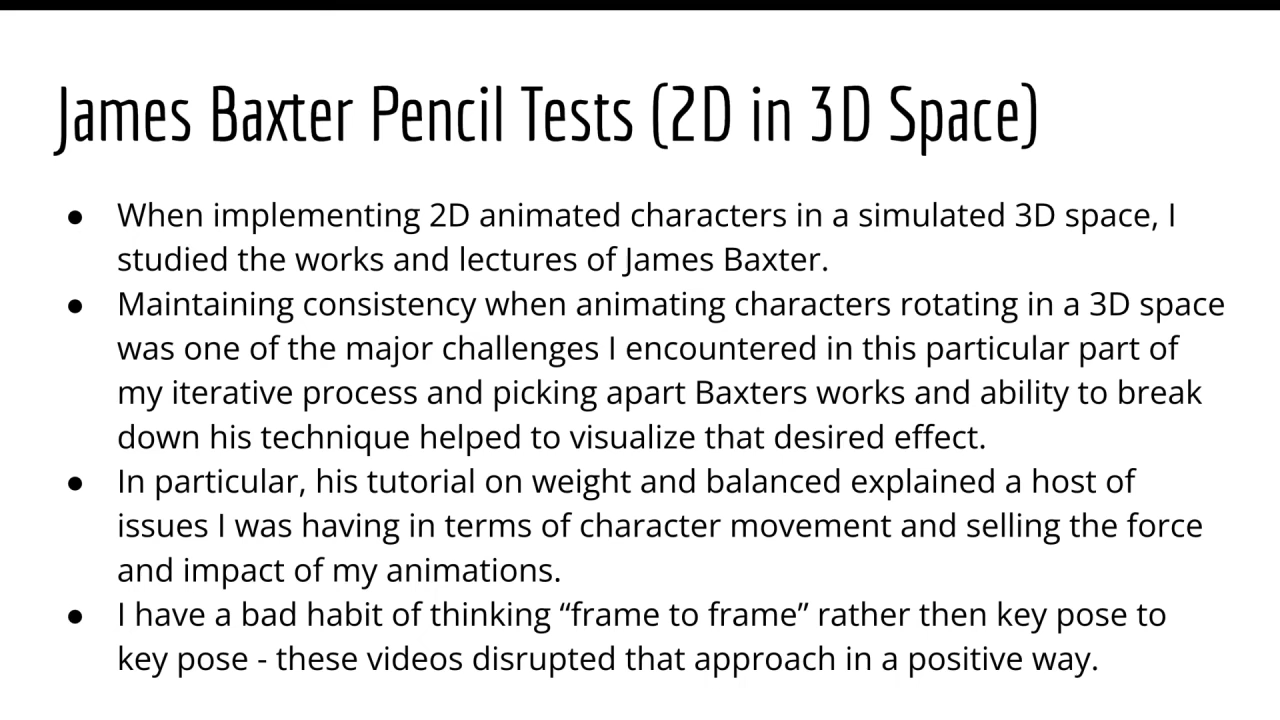 James Baxter Pencil Tests (2D in 3D Space)
● When implementing 2D animated characters in a simulated 3D space, I
studied the works and lectures of James Baxter.
● Maintaining consistency when animating characters rotating in a 3D space
was one of the major challenges I encountered in this particular part of
my iterative process and picking apart Baxters works and ability to break
down his technique helped to visualize that desired effect.
● In particular, his tutorial on weight and balanced explained a host of
issues I was having in terms of character movement and selling the force
and impact of my animations.
● I have a bad habit of thinking “frame to frame” rather then key pose to
key pose - these videos disrupted that approach in a positive way.